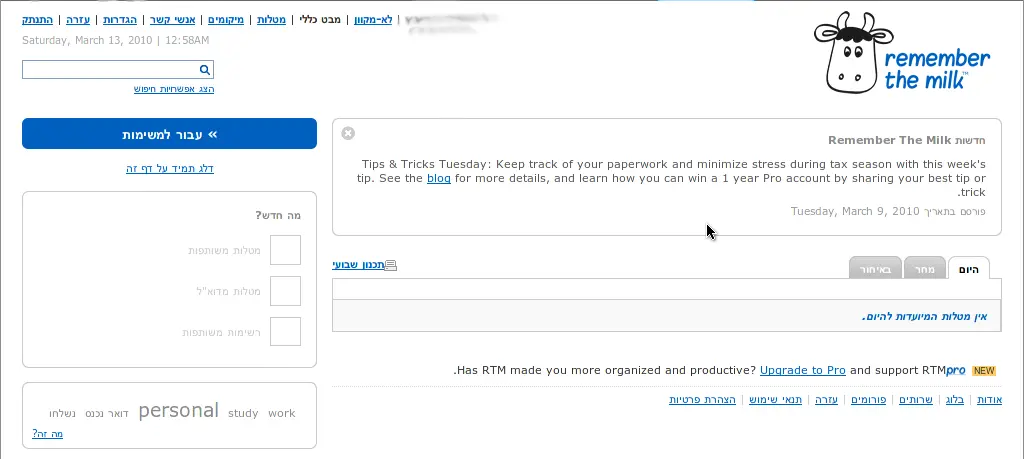 לא-מקוון | מבט כללי | מטלות | מיקומים | אנשי קשר | הגדרות | עזרה | התנתק
Saturday, March 13, 2010 | 12:58AM
הצג אפשרויות חיפוש
remember
the milk™
עבור למשימות »
דלג תמיד על דף זה
חדשות Remember The Milk
Tips & Tricks Tuesday: Keep track of your paperwork and minimize stress during tax season with this week's
tip. See the blog for more details, and learn how you can win a 1 year Pro account by sharing your best tip or
.trick
פורסם בתאריך Tuesday, March 9, 2010
מה חדש?
מטלות משותפות
מטלות מדוא"ל
רשימות משותפות
היום
מחר
באיחור
תכנון שבועי
אין מטלות המיועדות להיום.
.Has RTM made you more organized and productive? Upgrade to Pro and support RTM pro NEW
work study personal דואר נכנס נשלחו
מה זה?
אודות | בלוג | שרותים | פורומים | עזרה | תנאי שימוש | הצהרת פרטיות